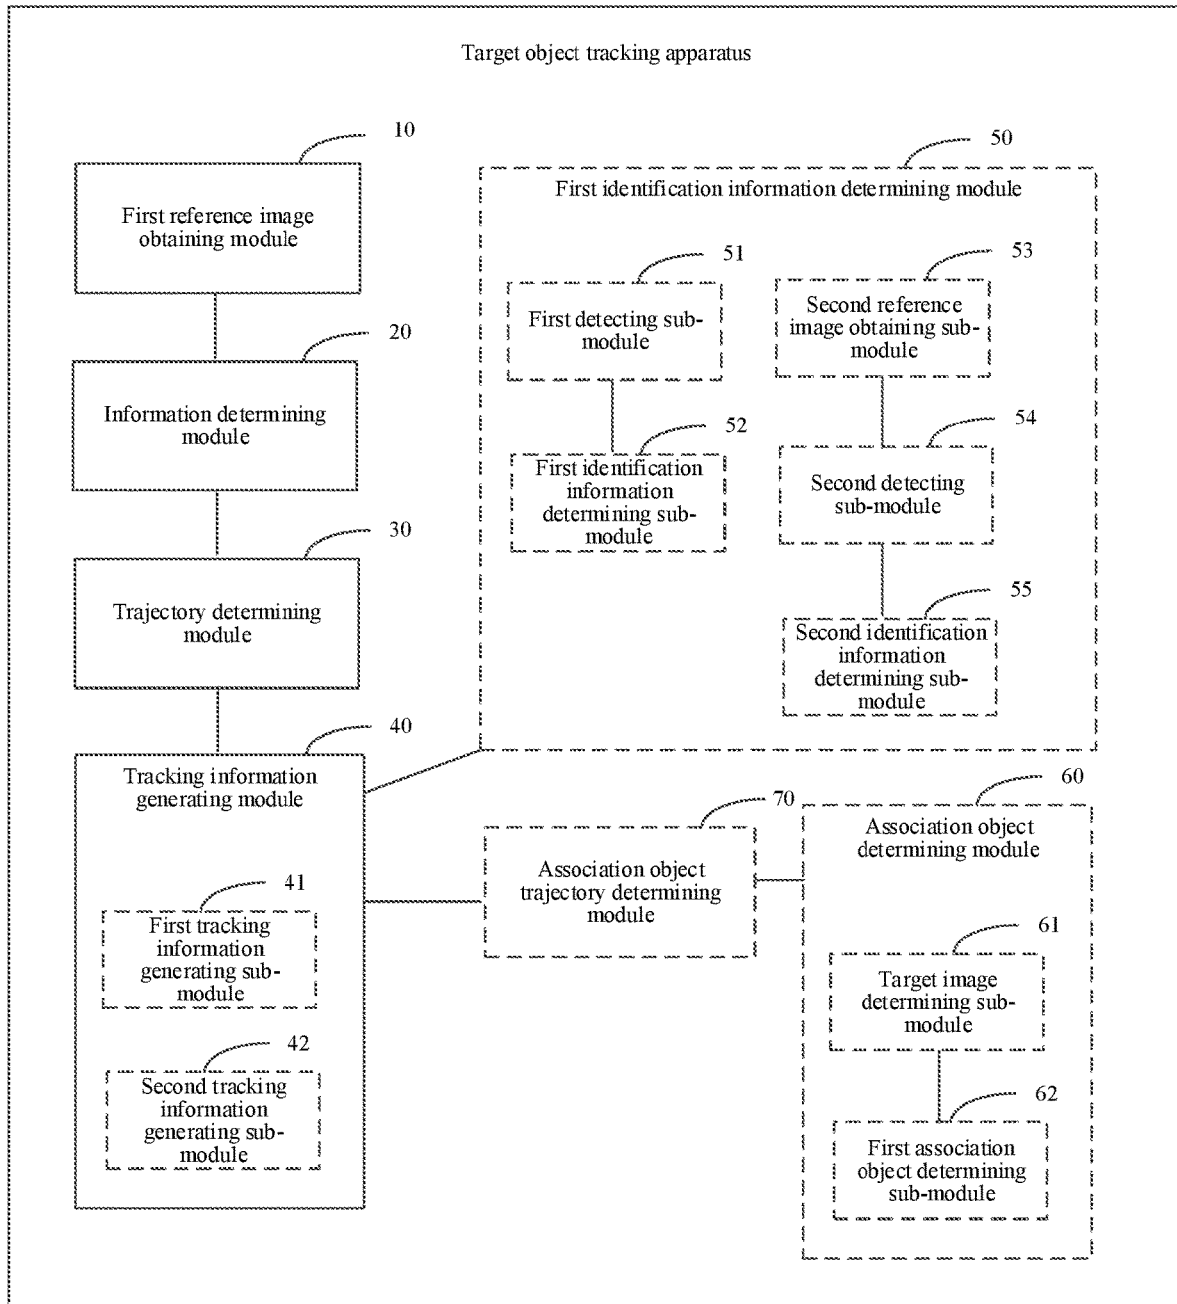 Target object tracking apparatus
10
First reference image
obtaining module
20
Information determining
module
30
Trajectory determining
module
40
Tracking information
generating module
41
First tracking
information
generating sub-
module
42
Second tracking
information
generating sub-
module
50
First identification information determining module
51
First detecting sub-
module
52
First identification
information
determining sub-
module
53
Second reference
image obtaining sub-
module
54
Second detecting
sub-module
55
Second identification
information
determining sub-
module
70
Association object
trajectory determining
module
60
Association object
determining module
61
Target image
determining sub-
module
62
First association
object determining
sub-module